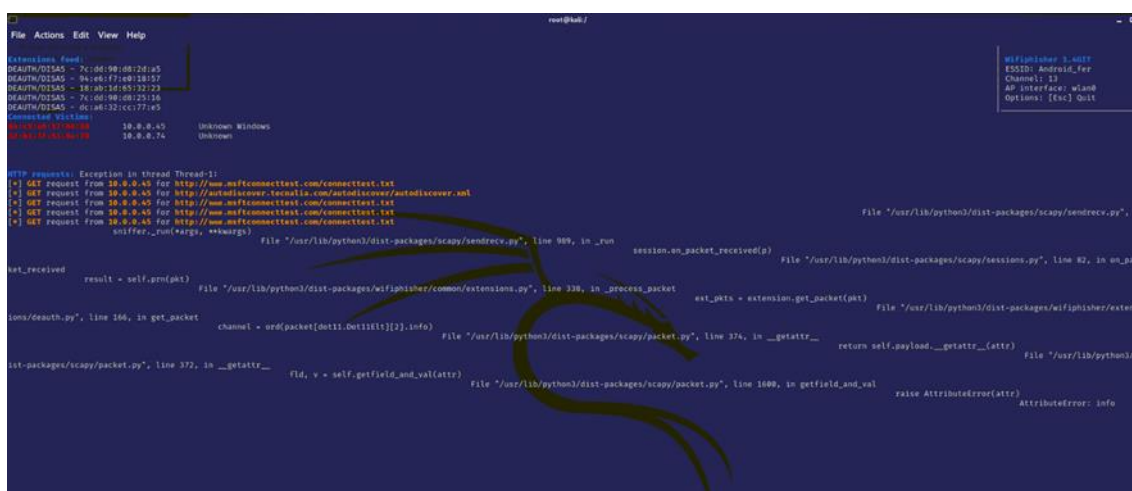 root@kali:/
File Actions Edit View Help
Extensions feed:
DEAUTH/DISAS - 7c:dd:90:d8:2d:a5
DEAUTH/DISAS - 94:e6:f7:e0:18:57
DEAUTH/DISAS - 18:ab:1d:65:32:23
DEAUTH/DISAS - 7c:dd:90:d8:25:16
DEAUTH/DISAS - dc:a6:32:cc:77:e5
Connected Victims:
10.0.0.45 Unknown Windows
10.0.0.74 Unknown
Wifiphisher 1.4GIT
ESSID: Android_Fer
Channel: 13
AP interface: wlan0
Options: [Esc] Quit
HTTP requests: Exception in thread Thread-1:
[*] GET request from 10.0.0.45 for http://www.msftconnecttest.com/connecttest.txt
[*] GET request from 10.0.0.45 for http://autodiscover.tecnalia.com/autodiscover/autodiscover.xml
[*] GET request from 10.0.0.45 for http://www.msftconnecttest.com/connecttest.txt
[*] GET request from 10.0.0.45 for http://www.msftconnecttest.com/connecttest.txt
File "/usr/lib/python3/dist-packages/scapy/sendrecv.py",
[*] GET request from 10.0.0.45 for http://www.msftconnecttest.com/connecttest.txt
sniffer._run(*args, **kwargs)
File "/usr/lib/python3/dist-packages/scapy/sendrecv.py", line 989, in _run
session.on_packet_received(p)
File "/usr/lib/python3/dist-packages/scapy/sessions.py", line 82, in on_pa
ket_received
result = self.prn(pkt)
File "/usr/lib/python3/dist-packages/wifiphisher/common/extensions.py", line 330, in _process_packet
ext_pkts = extension.get_packet(pkt)
File "/usr/lib/python3/dist-packages/wifiphisher/exten
ions/deauth.py", line 166, in get_packet
channel = ord(packet[dot11.Dot11Elt][2].info)
File "/usr/lib/python3/dist-packages/scapy/packet.py", line 374, in __getattr__
return self.payload.__getattr__(attr)
File "/usr/lib/python3/
ist-packages/scapy/packet.py", line 372, in __getattr__
fld, v = self.getfield_and_val(attr)
File "/usr/lib/python3/dist-packages/scapy/packet.py", line 1600, in getfield_and_val
raise AttributeError(attr)
AttributeError: info